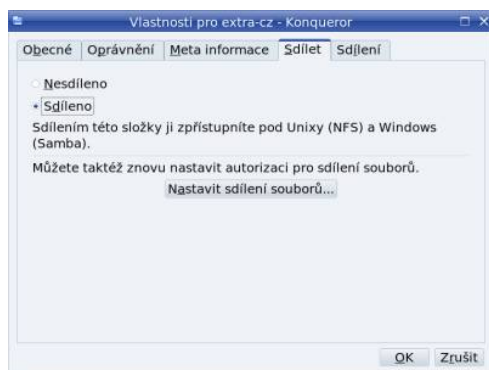 Vlastnosti pro extra-cz - Konqueror
Obecné Oprávnění Meta informace Sdílet Sdílení
Nesdíleno
Sdíleno
Sdílením této složky ji zpřístupníte pod Unixy (NFS) a Windows
(Samba).
Můžete taktéž znovu nastavit autorizaci pro sdílení souborů.
Nastavit sdílení souborů...
OK Zrušit